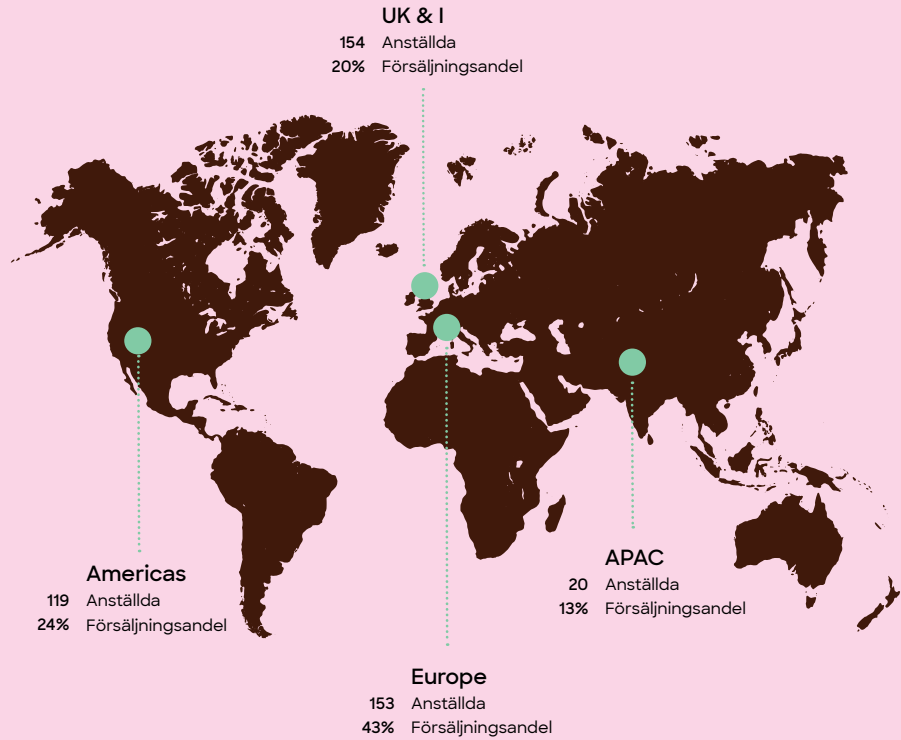 UK & I
154 Anställda
20% Försäljningsandel
Americas
119 Anställda
24% Försäljningsandel
APAC
20 Anställda
13% Försäljningsandel
Europe
153 Anställda
43% Försäljningsandel